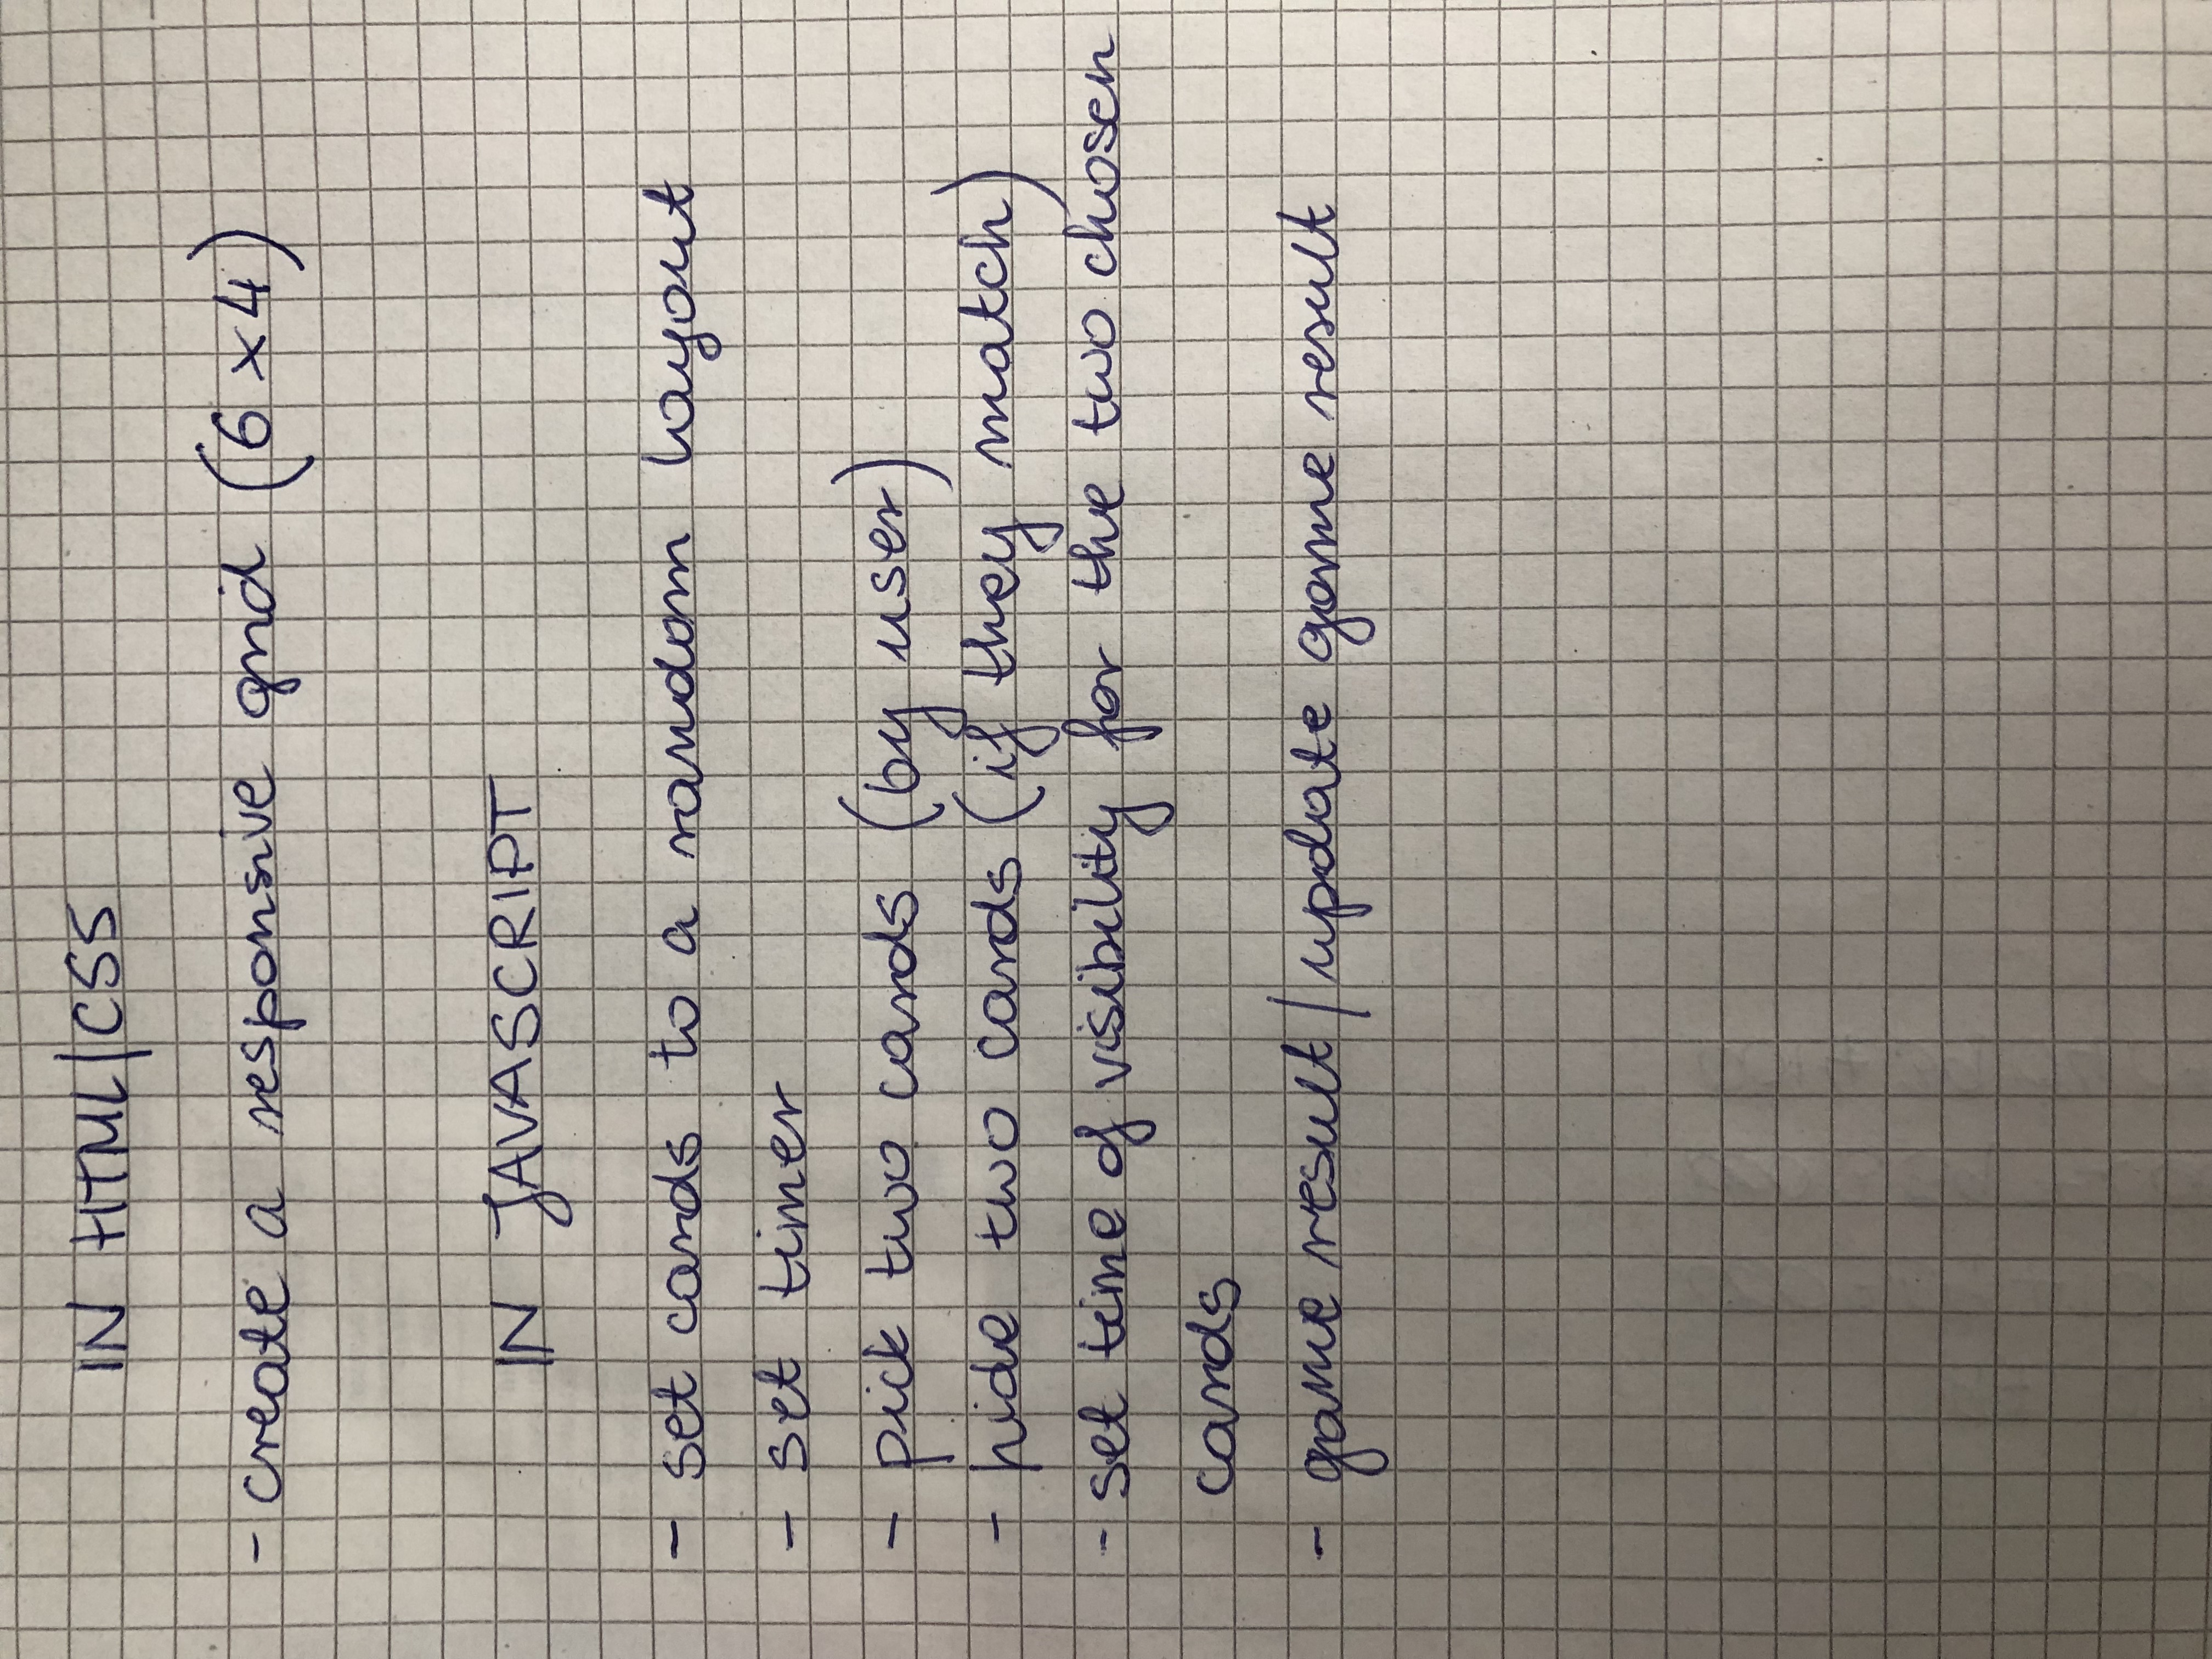 IN HTML/CSS
- create a responsive grid (6 x 4)
IN JAVASCRIPT
- set cards to a random layout
- set timer
- pick two cards (by user)
- hide two cards (if they match)
- set time of visibility for the two chosen
cards
- game result / update game result